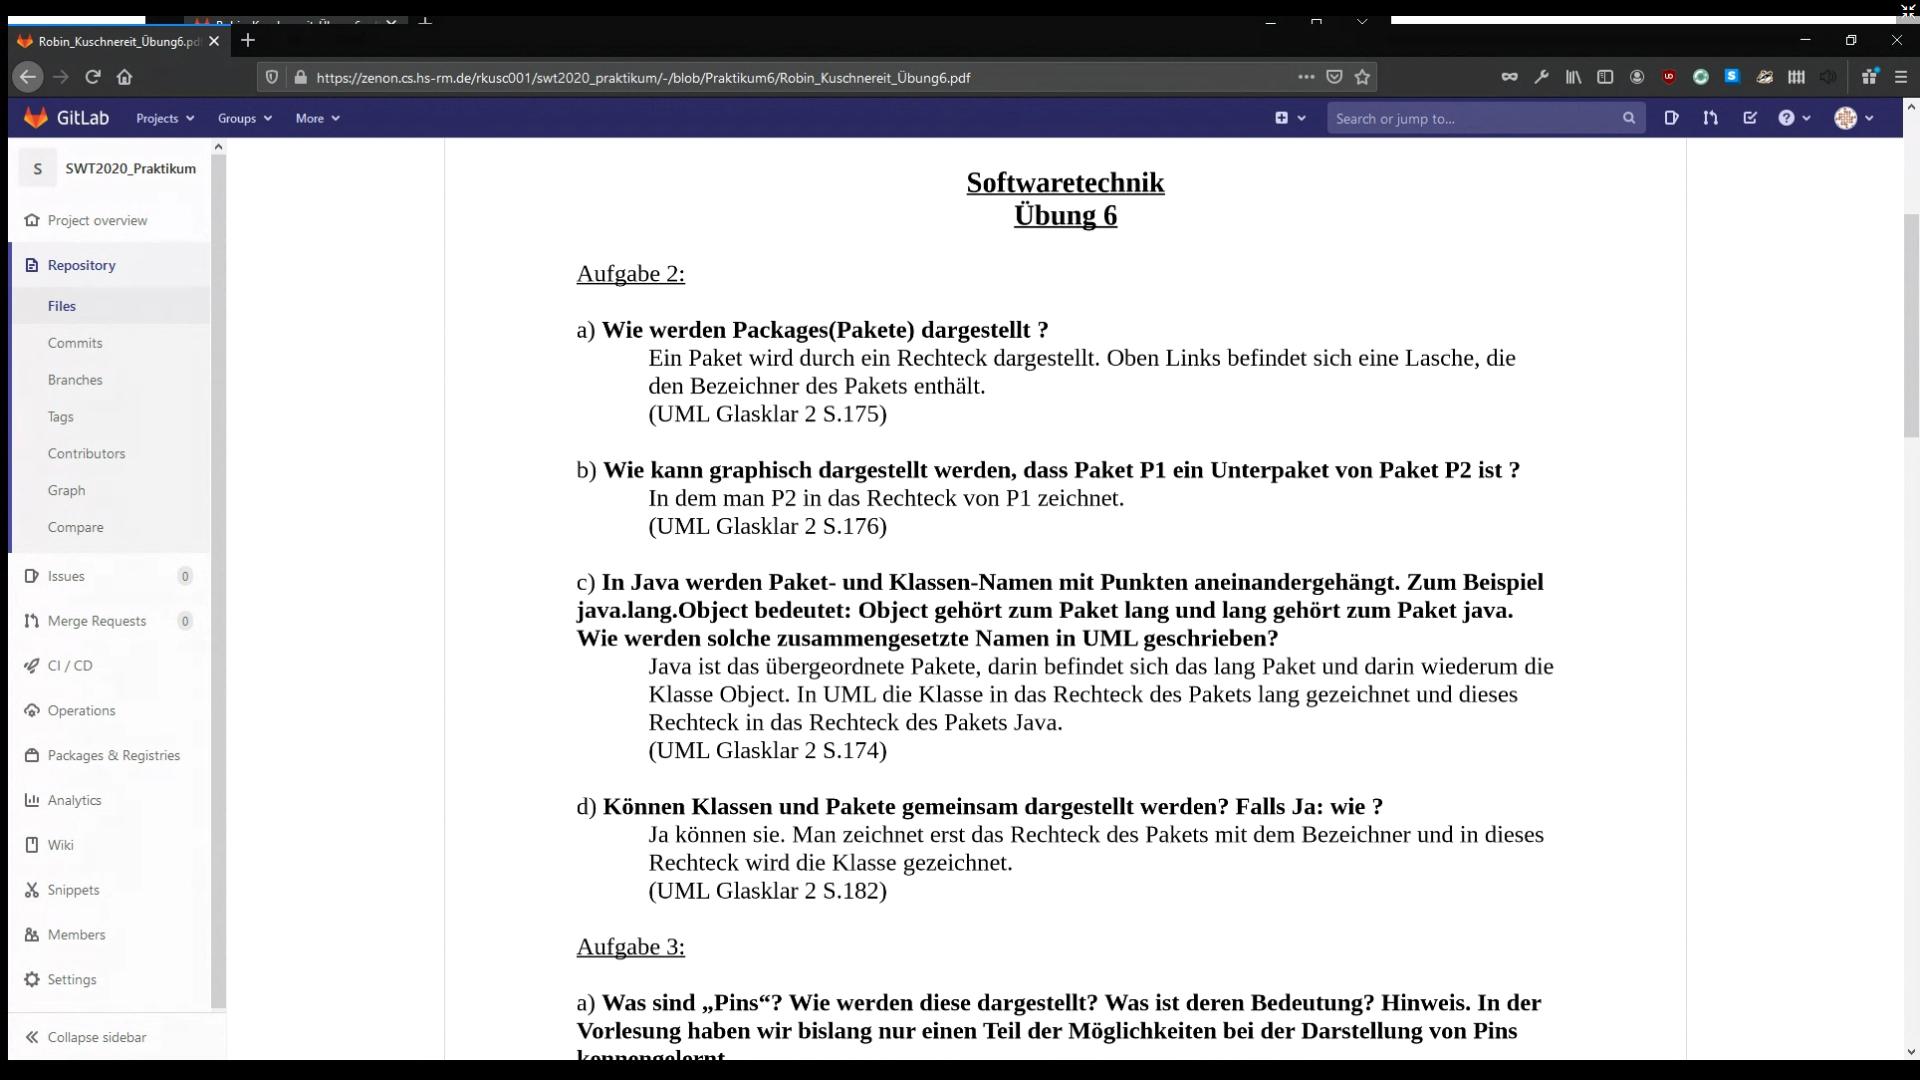 Robin_Kuschnereit_Übung6.pd
https://zenon.cs.hs-rm.de/rkusc001/swt2020_praktikum/-/blob/Praktikum6/Robin_Kuschnereit_Übung6.pdf
GitLab
Projects
Groups
More
Search or jump to...
S
SWT2020_Praktikum
Project overview
Repository
Files
Commits
Branches
Tags
Contributors
Graph
Compare
Issues 0
Merge Requests 0
CI / CD
Operations
Packages & Registries
Analytics
Wiki
Snippets
Members
Settings
Collapse sidebar
Softwaretechnik
Übung 6
Aufgabe 2:
a) Wie werden Packages(Pakete) dargestellt ?
Ein Paket wird durch ein Rechteck dargestellt. Oben Links befindet sich eine Lasche, die
den Bezeichner des Pakets enthält.
(UML Glasklar 2 S.175)
b) Wie kann graphisch dargestellt werden, dass Paket P1 ein Unterpaket von Paket P2 ist ?
In dem man P2 in das Rechteck von P1 zeichnet.
(UML Glasklar 2 S.176)
c) In Java werden Paket- und Klassen-Namen mit Punkten aneinandergehängt. Zum Beispiel
java.lang.Object bedeutet: Object gehört zum Paket lang und lang gehört zum Paket java.
Wie werden solche zusammengesetzte Namen in UML geschrieben?
Java ist das übergeordnete Pakete, darin befindet sich das lang Paket und darin wiederum die
Klasse Object. In UML die Klasse in das Rechteck des Pakets lang gezeichnet und dieses
Rechteck in das Rechteck des Pakets Java.
(UML Glasklar 2 S.174)
d) Können Klassen und Pakete gemeinsam dargestellt werden? Falls Ja: wie ?
Ja können sie. Man zeichnet erst das Rechteck des Pakets mit dem Bezeichner und in dieses
Rechteck wird die Klasse gezeichnet.
(UML Glasklar 2 S.182)
Aufgabe 3:
a) Was sind „Pins“? Wie werden diese dargestellt? Was ist deren Bedeutung? Hinweis. In der
Vorlesung haben wir bislang nur einen Teil der Möglichkeiten bei der Darstellung von Pins
kennengelernt